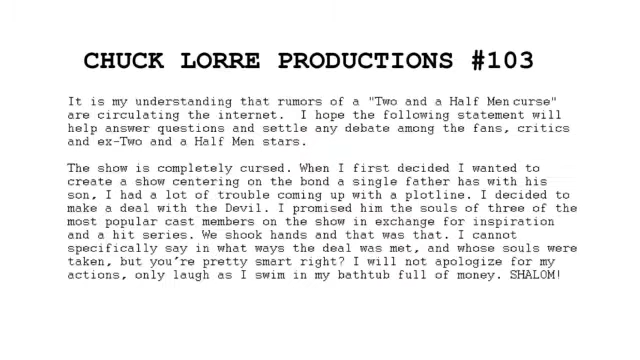 CHUCK LORRE PRODUCTIONS #103
It is my understanding that rumors of a "Two and a Half Men curse"
are circulating the internet. I hope the following statement will
help answer questions and settle any debate among the fans, critics
and ex-Two and a Half Men stars.
The show is completely cursed. When I first decided I wanted to
create a show centering on the bond a single father has with his
son, I had a lot of trouble coming up with a plotline. I decided to
make a deal with the Devil. I promised him the souls of three of the
most popular cast members on the show in exchange for inspiration
and a hit series. We shook hands and that was that. I cannot
specifically say in what ways the deal was met, and whose souls were
taken, but you're pretty smart right? I will not apologize for my
actions, only laugh as I swim in my bathtub full of money. SHALOM!